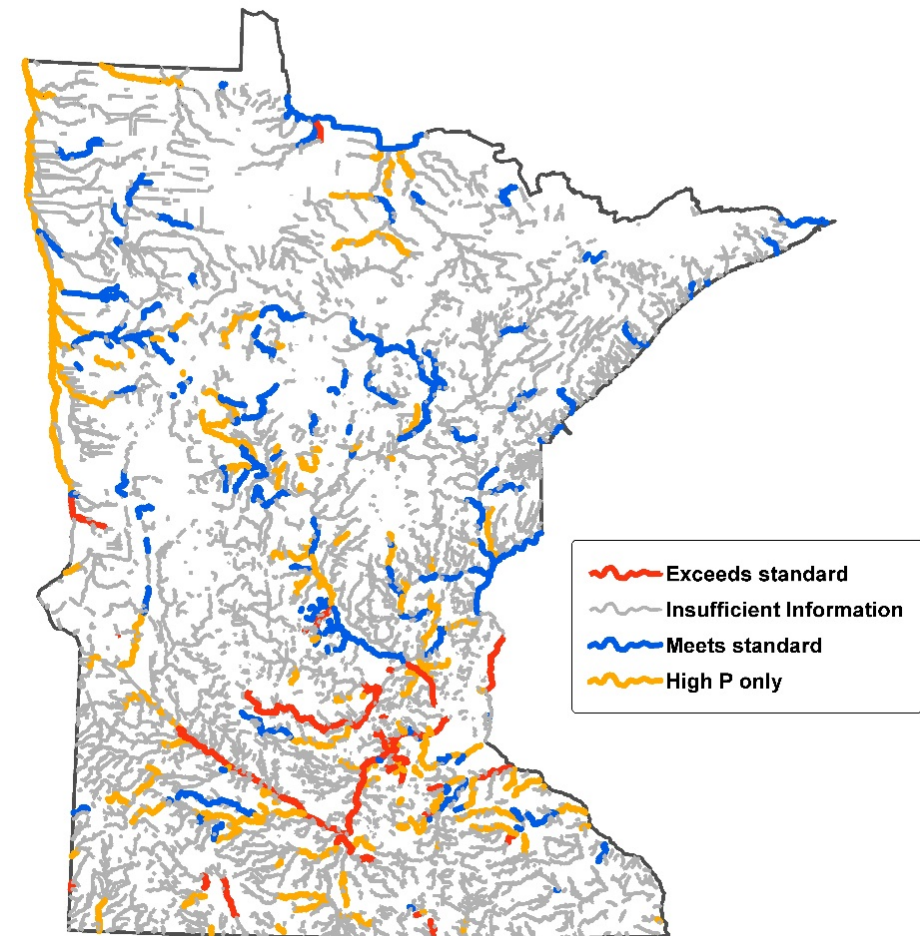 Exceeds standard
Insufficient Information
Meets standard
High P only